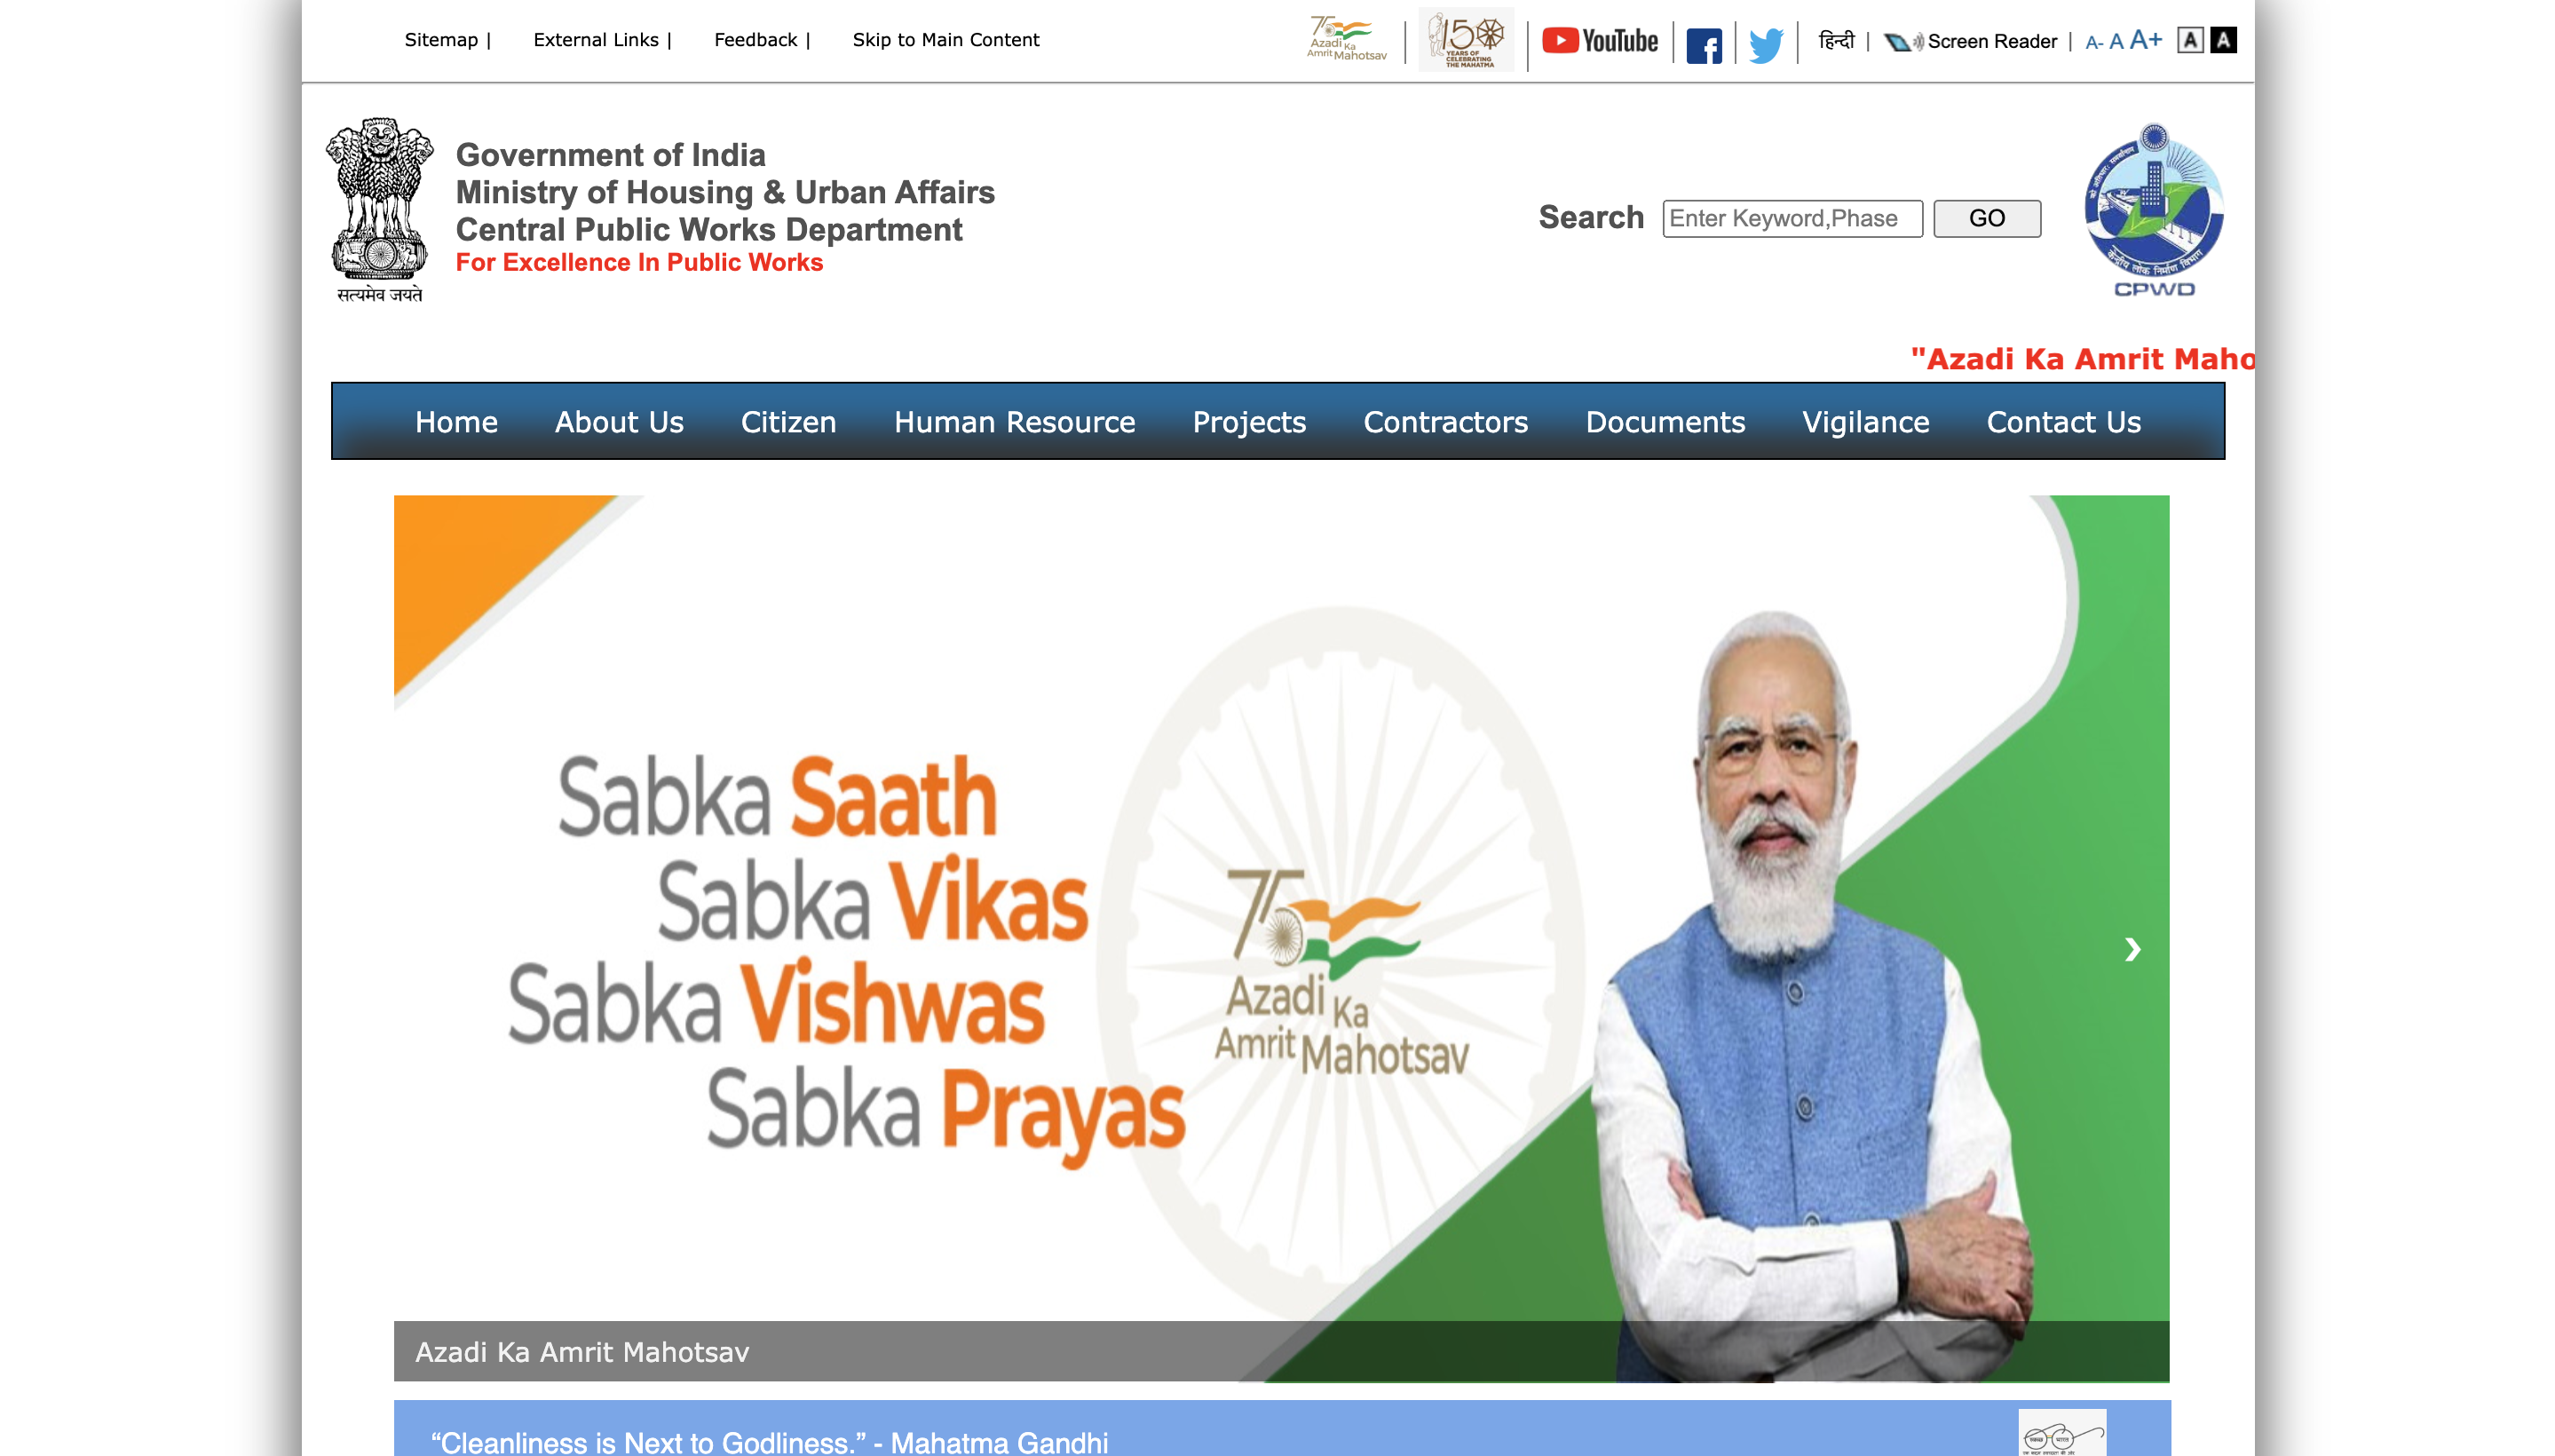 Sitemap |
External Links |
Feedback |
Skip to Main Content
75
Azadi Ka
Amrit Mahotsav
150
YEARS OF
CELEBRATING
THE MAHATMA
YouTube
हिन्दी |
Screen Reader |
A- A A+
A A
Government of India
Ministry of Housing & Urban Affairs
Central Public Works Department
For Excellence In Public Works
सत्यमेव जयते
Search
Enter Keyword,Phase
GO
केन्द्रीय लोक निर्माण विभाग
CPWD
"Azadi Ka Amrit Maho
Home
About Us
Citizen
Human Resource
Projects
Contractors
Documents
Vigilance
Contact Us
Sabka Saath
Sabka Vikas
Sabka Vishwas
Sabka Prayas
75
Azadi Ka
Amrit Mahotsav
Azadi Ka Amrit Mahotsav
“Cleanliness is Next to Godliness.” - Mahatma Gandhi
स्वच्छ भारत